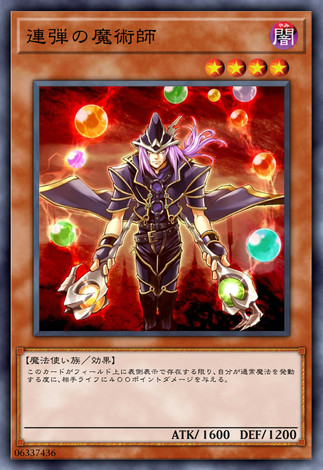 連弾の魔術師
やみ
闇
【魔法使い族／効果】
このカードがフィールド上に表側表示で存在する限り、自分が通常魔法を発動
する度に、相手ライフに４００ポイントダメージを与える。
ATK/ 1600 DEF/1200
06337436